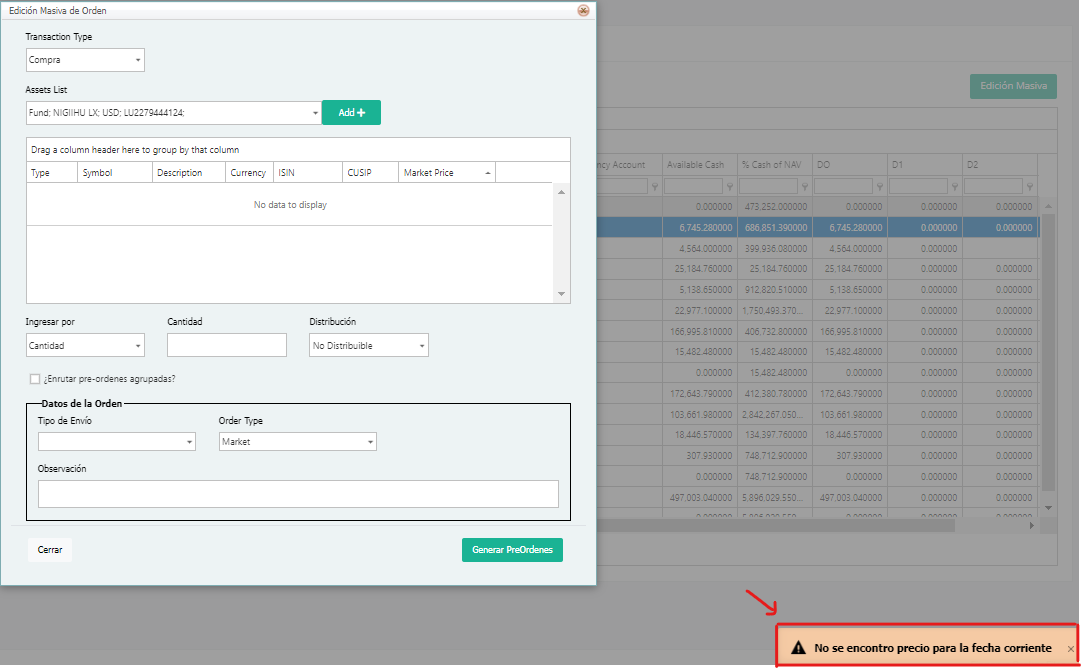 Edición Masiva de Orden
Transaction Type
Compra
Assets List
Fund; NIGIIHU LX; USD; LU2279444124;
Add +
Drag a column header here to group by that column
Type Symbol Description Currency ISIN CUSIP Market Price
No data to display
Ingresar por Cantidad Distribución
Cantidad No Distribuible
¿Enrutar pre-ordenes agrupadas?
Datos de la Orden
Tipo de Envío Order Type
Market
Observación
Cerrar Generar PreOrdenes
Edición Masiva
ncy Account Available Cash % Cash of NAV DO D1 D2
0.000000 473,252.000000 0.000000 0.000000 0.000000
6,745.280000 686,851.390000 6,745.280000 0.000000 0.000000
4,564.000000 399,936.080000 4,564.000000 0.000000
25,184.760000 25,184.760000 25,184.760000 0.000000 0.000000
5,138.650000 912,820.510000 5,138.650000 0.000000 0.000000
22,977.100000 1,750,493.370... 22,977.100000 0.000000 0.000000
166,995.810000 406,732.800000 166,995.810000 0.000000 0.000000
15,482.480000 15,482.480000 15,482.480000 0.000000 0.000000
0.000000 15,482.480000 0.000000 0.000000 0.000000
172,643.790000 412,380.780000 172,643.790000 0.000000 0.000000
103,661.980000 2,842,267.050... 103,661.980000 0.000000 0.000000
18,446.570000 134,397.760000 18,446.570000 0.000000 0.000000
307.930000 748,712.900000 307.930000 0.000000 0.000000
0.000000 748,712.900000 0.000000 0.000000 0.000000
497,003.040000 5,896,029.550... 497,003.040000 0.000000 0.000000
No se encontro precio para la fecha corriente